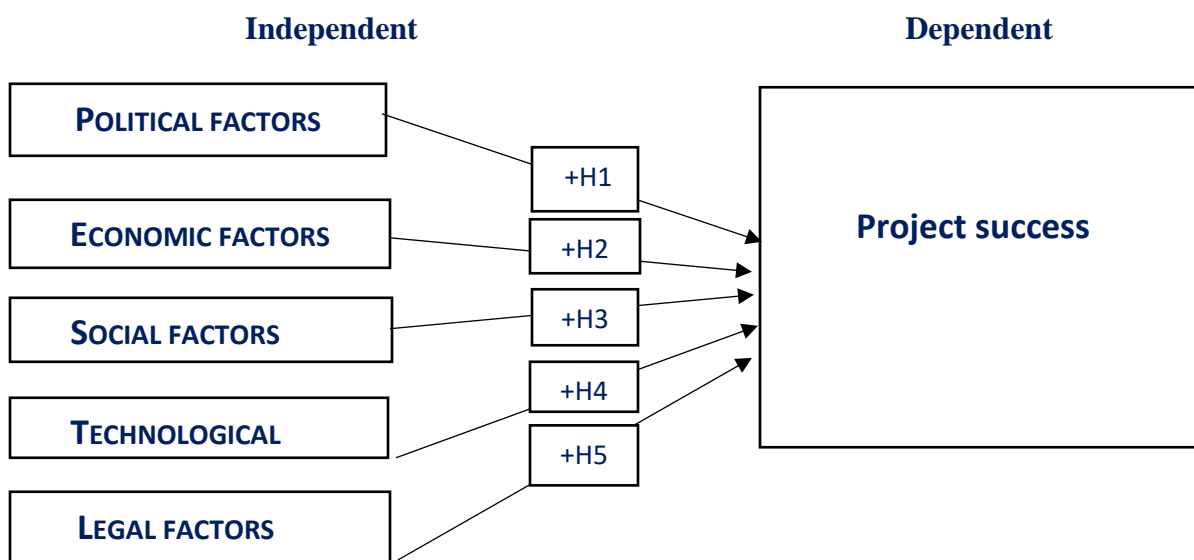 Independent
Dependent
POLITICAL FACTORS
+H1
ECONOMIC FACTORS
+H2
Project success
SOCIAL FACTORS
+H3
TECHNOLOGICAL
+H4
LEGAL FACTORS
+H5